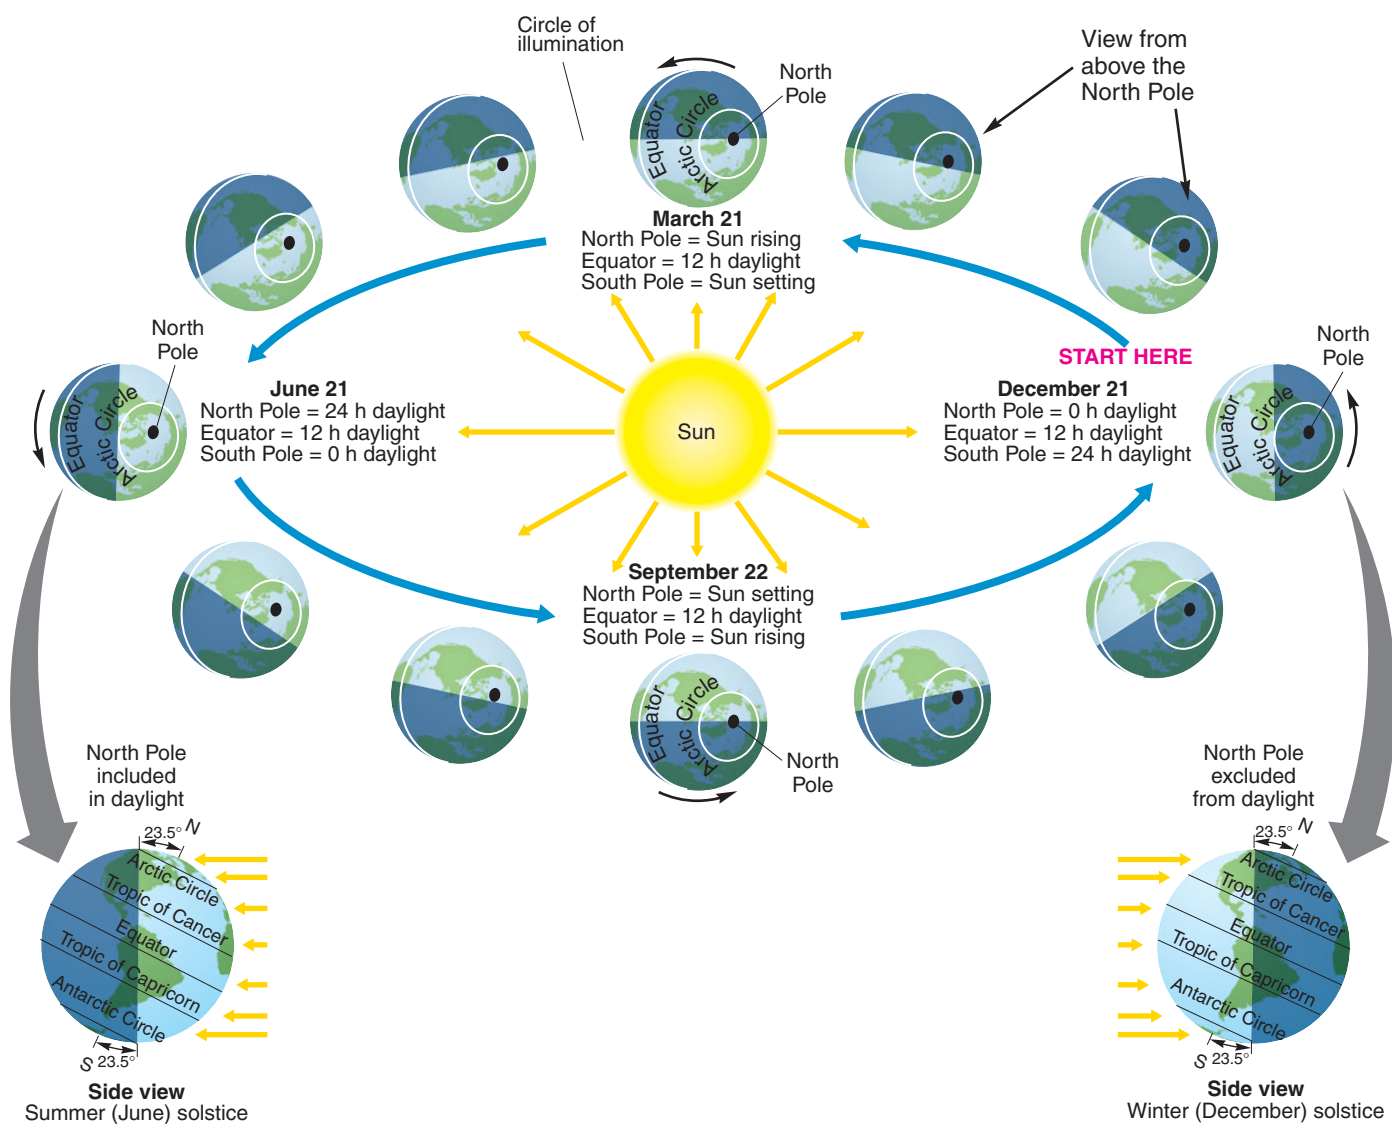 Circle of
illumination
North
Pole
View from
above the
North Pole
Equator
Arctic Circle
March 21
North Pole = Sun rising
Equator = 12 h daylight
South Pole = Sun setting
North
Pole
Equator
Arctic Circle
June 21
North Pole = 24 h daylight
Equator = 12 h daylight
South Pole = 0 h daylight
Sun
START HERE
December 21
North Pole = 0 h daylight
Equator = 12 h daylight
South Pole = 24 h daylight
North
Pole
Equator
Arctic Circle
September 22
North Pole = Sun setting
Equator = 12 h daylight
South Pole = Sun rising
Equator
Arctic Circle
North
Pole
North Pole
included
in daylight
23.5°
N
Arctic Circle
Tropic of Cancer
Equator
Tropic of Capricorn
Antarctic Circle
S
23.5°
Side view
Summer (June) solstice
North Pole
excluded
from daylight
23.5°
N
Arctic Circle
Tropic of Cancer
Equator
Tropic of Capricorn
Antarctic Circle
S
23.5°
Side view
Winter (December) solstice